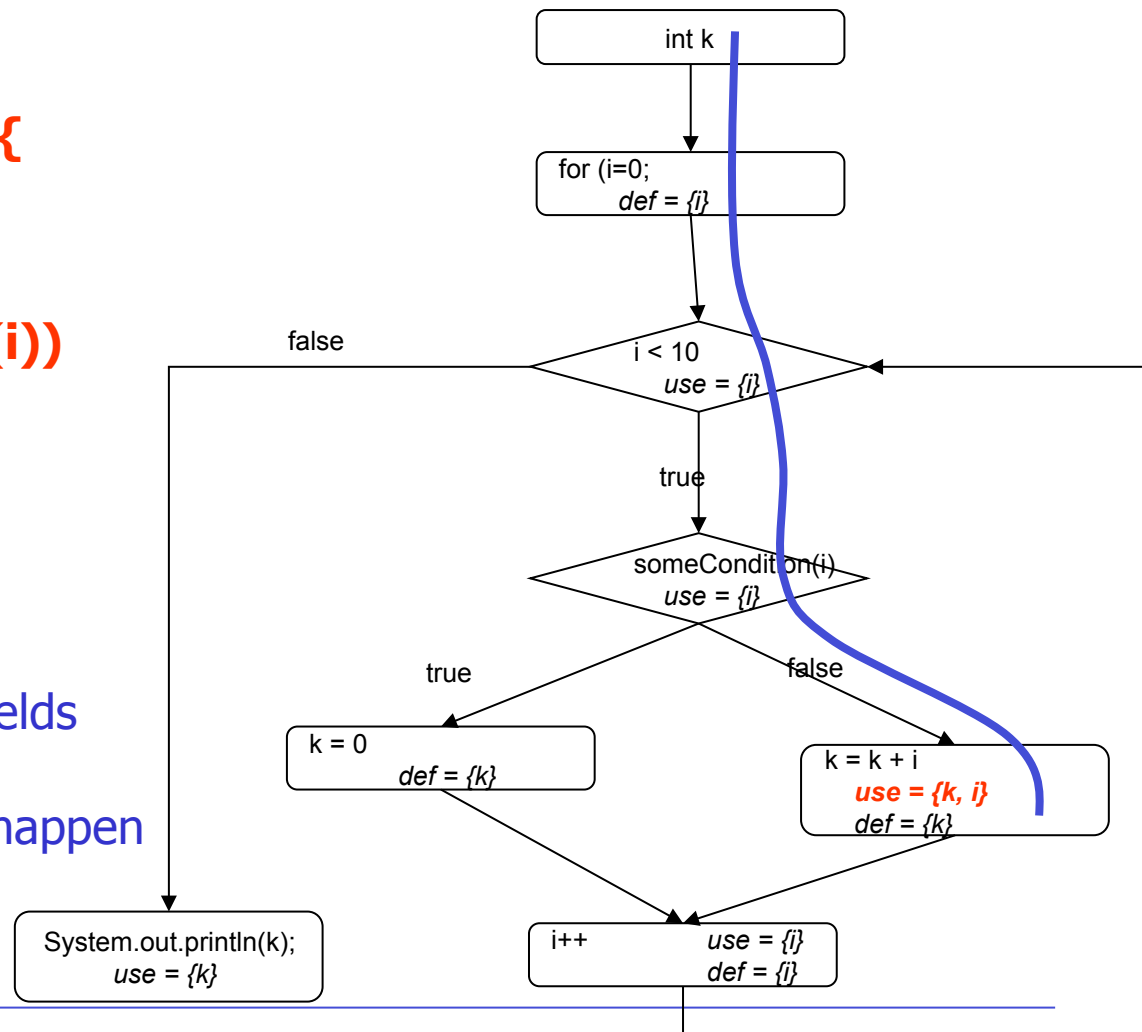 int k
{
for (i=0;
def = {i}
(i))
false
i < 10
use = {i}
true
someCondition(i)
use = {i}
true
false
elds
k = 0
def = {k}
k = k + i
use = {k, i}
def = {k}
happen
System.out.println(k);
use = {k}
i++ use = {i}
def = {i}